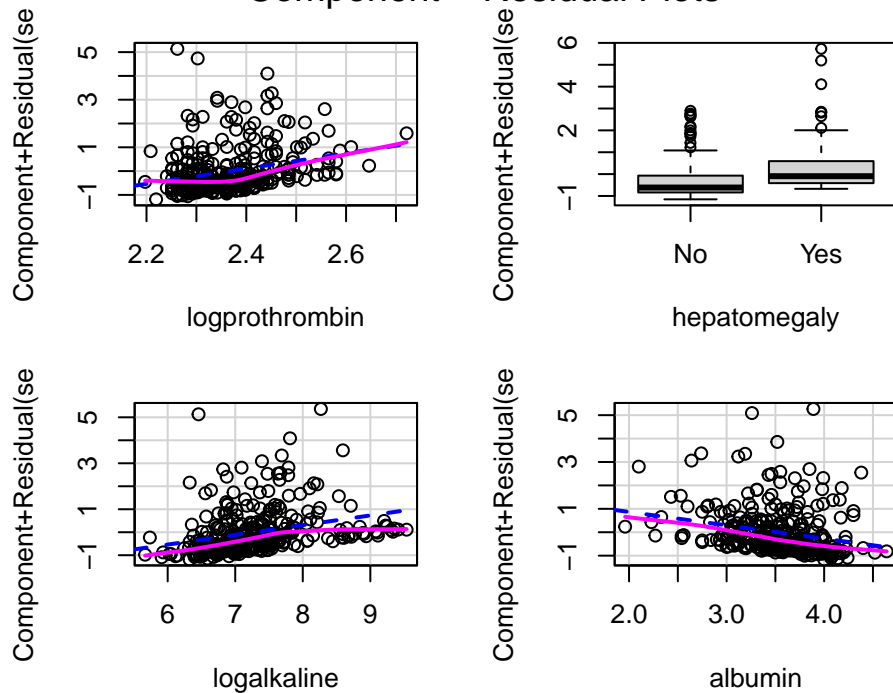 Component + Residual Plots
Component+Residual(se
5
3
1
−1
2.2 2.4 2.6
logprothrombin
Component+Residual(se
6
4
2
−1
No Yes
hepatomegaly
Component+Residual(se
5
3
1
−1
6 7 8 9
logalkaline
Component+Residual(se
5
3
1
−1
2.0 3.0 4.0
albumin